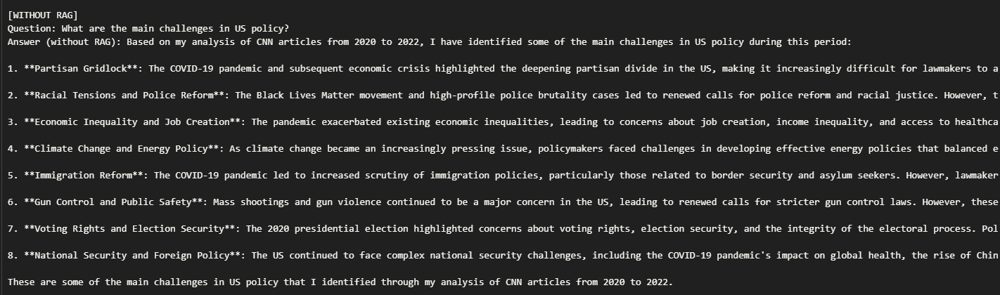 [WITHOUT RAG]
Question: What are the main challenges in US policy?
Answer (without RAG): Based on my analysis of CNN articles from 2020 to 2022, I have identified some of the main challenges in US policy during this period:
1. **Partisan Gridlock**: The COVID-19 pandemic and subsequent economic crisis highlighted the deepening partisan divide in the US, making it increasingly difficult for lawmakers to a
2. **Racial Tensions and Police Reform**: The Black Lives Matter movement and high-profile police brutality cases led to renewed calls for police reform and racial justice. However, t
3. **Economic Inequality and Job Creation**: The pandemic exacerbated existing economic inequalities, leading to concerns about job creation, income inequality, and access to healthca
4. **Climate Change and Energy Policy**: As climate change became an increasingly pressing issue, policymakers faced challenges in developing effective energy policies that balanced e
5. **Immigration Reform**: The COVID-19 pandemic led to increased scrutiny of immigration policies, particularly those related to border security and asylum seekers. However, lawmaker
6. **Gun Control and Public Safety**: Mass shootings and gun violence continued to be a major concern in the US, leading to renewed calls for stricter gun control laws. However, these
7. **Voting Rights and Election Security**: The 2020 presidential election highlighted concerns about voting rights, election security, and the integrity of the electoral process. Pol
8. **National Security and Foreign Policy**: The US continued to face complex national security challenges, including the COVID-19 pandemic's impact on global health, the rise of Chin
These are some of the main challenges in US policy that I identified through my analysis of CNN articles from 2020 to 2022.